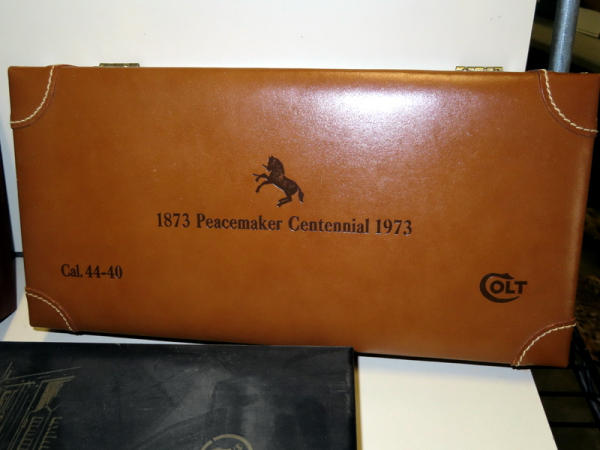 1873 Peacemaker Centennial 1973
Cal. 44-40
COLT